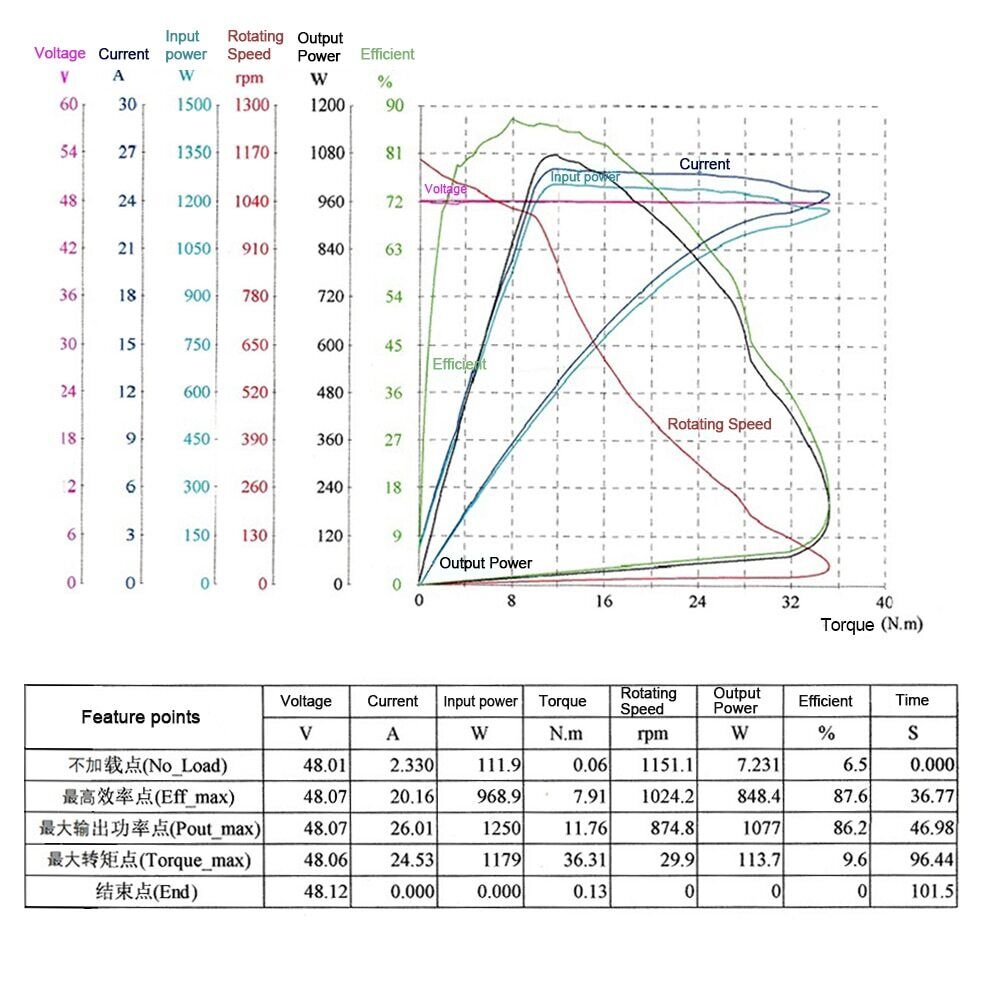 Voltage Current Input power Rotating Speed Output Power Efficient
V A W rpm W %
60 30 1500 1300 1200 90
54 27 1350 1170 1080 81
48 24 1200 1040 960 72
42 21 1050 910 840 63
36 18 900 780 720 54
30 15 750 650 600 45
24 12 600 520 480 36
18 9 450 390 360 27
2 6 300 260 240 18
6 3 150 130 120 9
0 0 0 0 0 0
Current
Input power
Voltage
Efficient
Rotating Speed
Output Power
0 8 16 24 32 40
Torque (N.m)
Feature points Voltage Current Input power Torque Rotating Speed Output Power Efficient Time
V A W N.m rpm W % S
不加载点(No_Load) 48.01 2.330 111.9 0.06 1151.1 7.231 6.5 0.000
最高效率点(Eff_max) 48.07 20.16 968.9 7.91 1024.2 848.4 87.6 36.77
最大输出功率点(Pout_max) 48.07 26.01 1250 11.76 874.8 1077 86.2 46.98
最大转矩点(Torque_max) 48.06 24.53 1179 36.31 29.9 113.7 9.6 96.44
结束点(End) 48.12 0.000 0.000 0.13 0 0 0 101.5